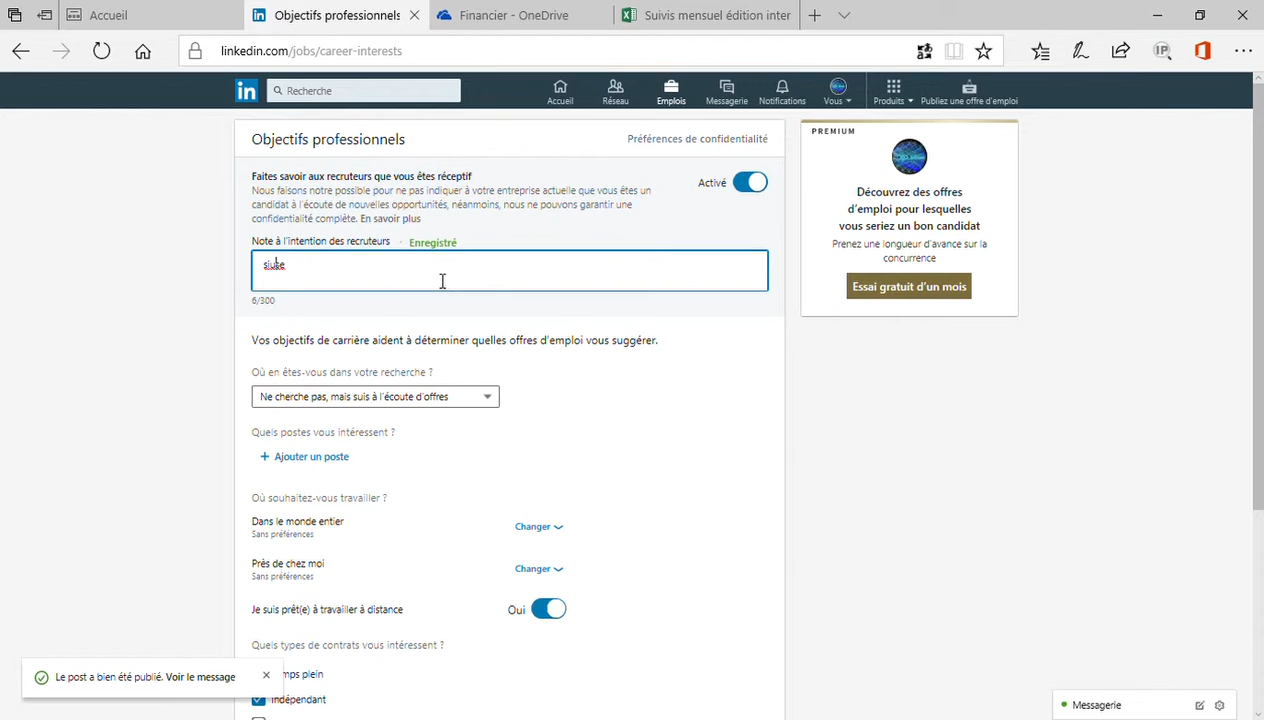 Accueil
Objectifs professionnels
Financier - OneDrive
Suivis mensuel édition inter
linkedin.com/jobs/career-interests
IP
in
Recherche
Accueil
Réseau
Emplois
Messagerie
Notifications
Vous
Produits
Publiez une offre d'emploi
Objectifs professionnels
Préférences de confidentialité
Faites savoir aux recruteurs que vous êtes réceptif
Nous faisons notre possible pour ne pas indiquer à votre entreprise actuelle que vous êtes un
candidat à l'écoute de nouvelles opportunités, néanmoins, nous ne pouvons garantir une
confidentialité complète. En savoir plus
Activé
Note à l'intention des recruteurs · Enregistré
6/300
Vos objectifs de carrière aident à déterminer quelles offres d'emploi vous suggérer.
Où en êtes-vous dans votre recherche ?
Ne cherche pas, mais suis à l'écoute d'offres
Quels postes vous intéressent ?
+ Ajouter un poste
Où souhaitez-vous travailler ?
Dans le monde entier
Sans préférences
Changer
Près de chez moi
Sans préférences
Changer
Je suis prêt(e) à travailler à distance
Oui
Quels types de contrats vous intéressent ?
mps plein
Indépendant
PREMIUM
Découvrez des offres
d'emploi pour lesquelles
vous seriez un bon candidat
Prenez une longueur d'avance sur la
concurrence
Essai gratuit d'un mois
Le post a bien été publié. Voir le message
Messagerie